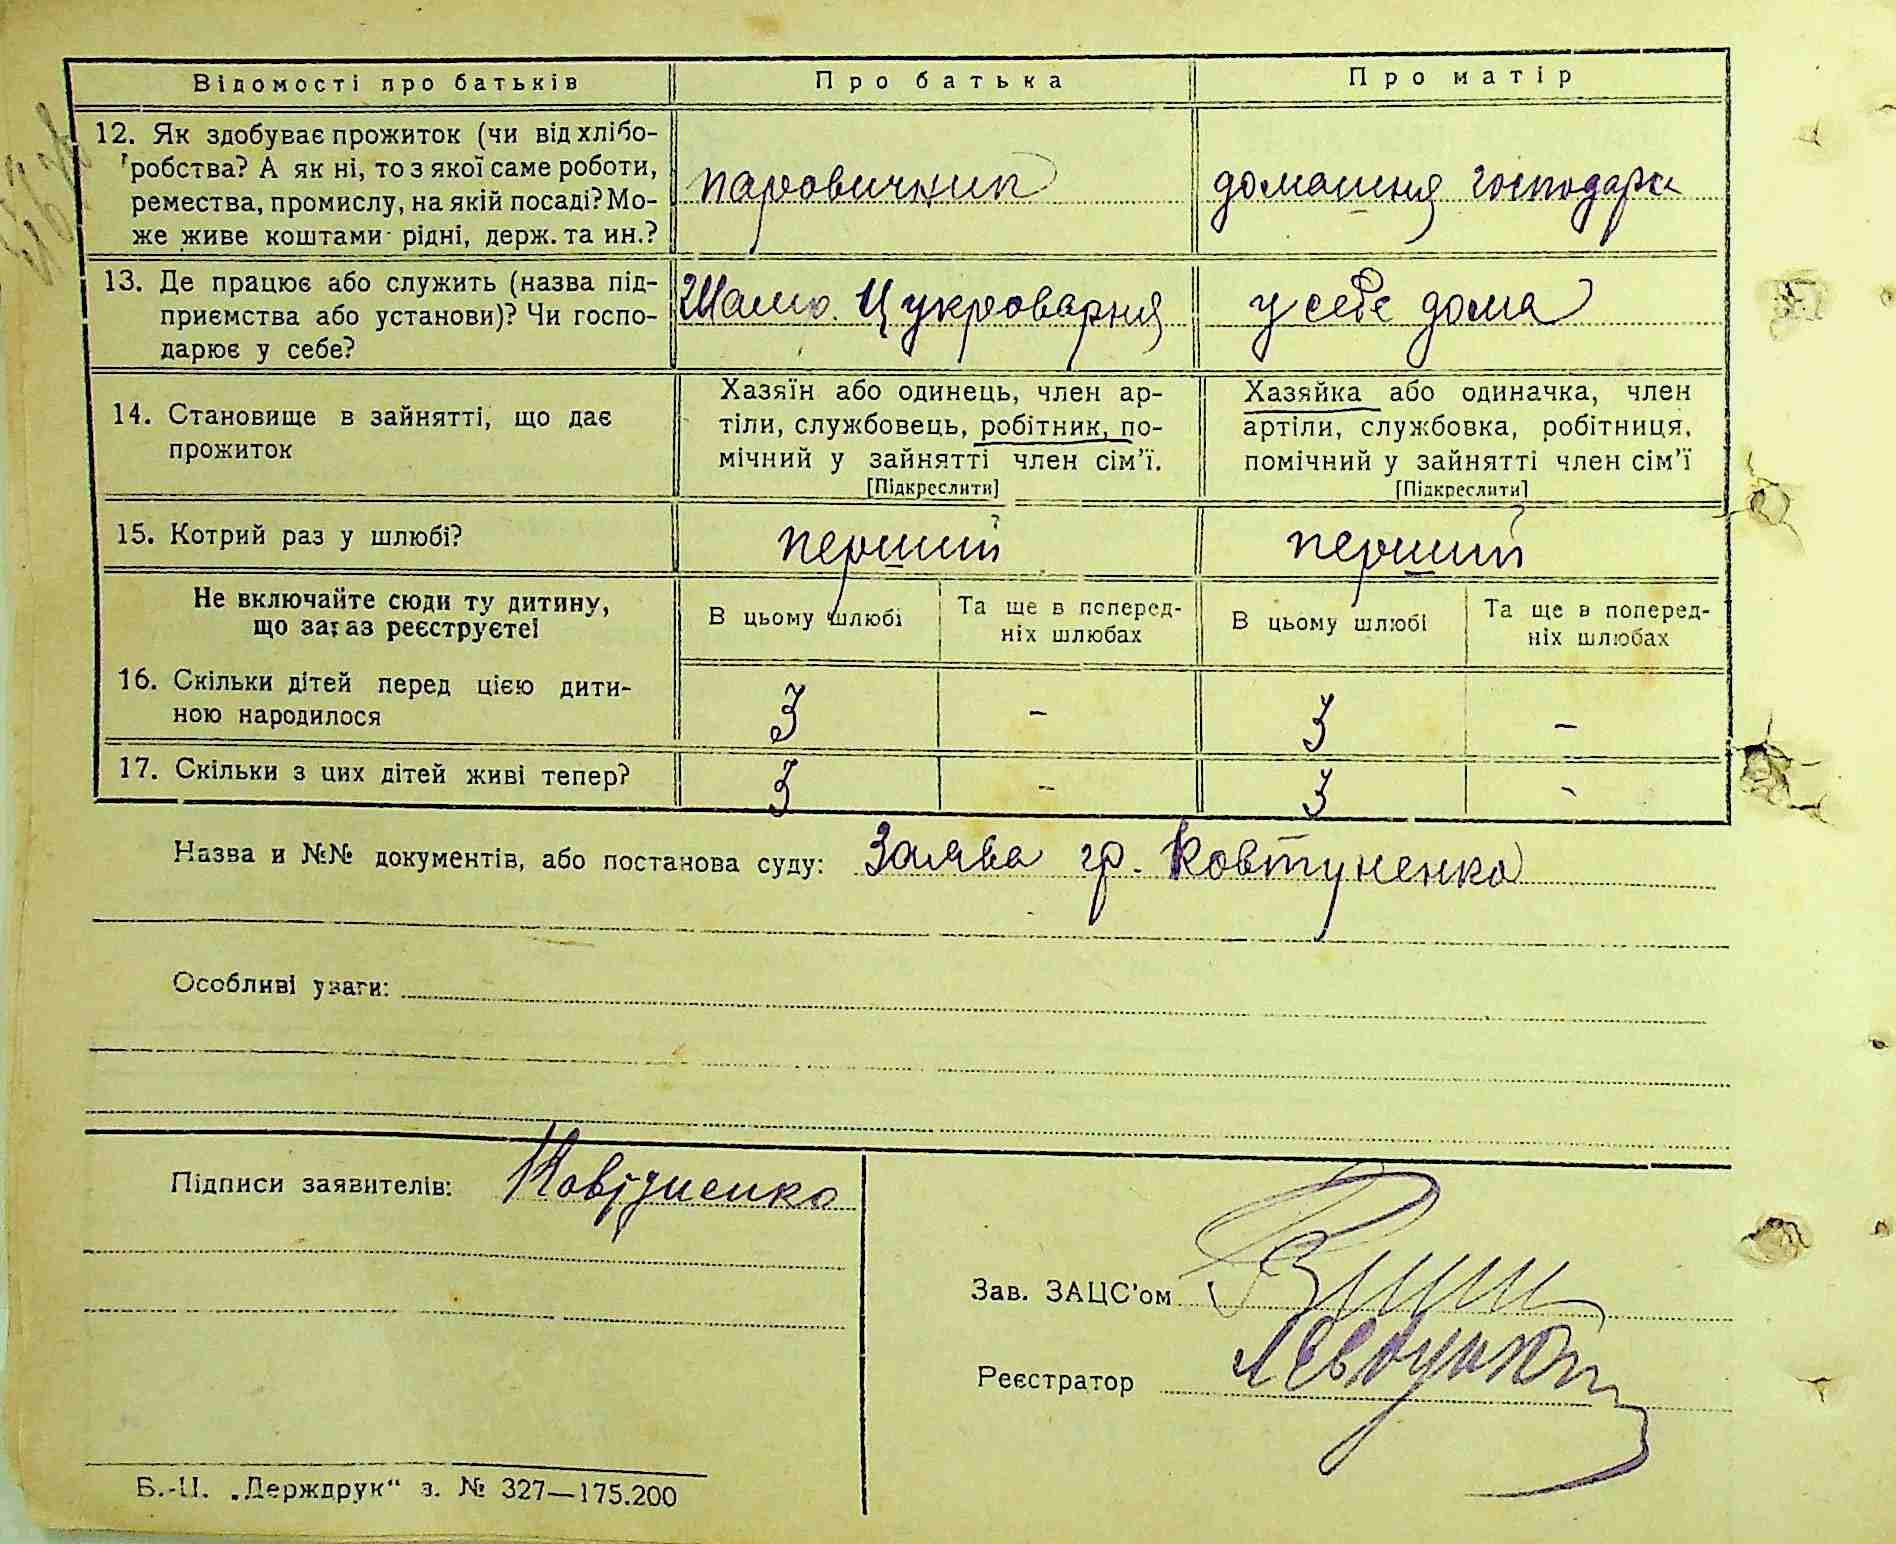 Відомості про батьків
Про батька
Про матір
12. Як здобуває прожиток (чи від хлібо-
робства? А як ні, то з якої саме роботи,
ремества, промислу, на якій посаді? Мо-
же живе коштами рідні, держ. та ин.?
паровичник
домашня господарк
13. Де працює або служить (назва під-
приємства або установи)? Чи госпо-
дарює у себе?
Шамо. Цукроварня
у себе дома
14. Становище в зайнятті, що дає
прожиток
Хазяїн або одинець, член ар-
тіли, службовець, робітник, по-
мічний у зайнятті член сім'ї.
[Підкреслити]
Хазяйка або одиначка, член
артіли, службовка, робітниця,
помічний у зайнятті член сім'ї
[Підкреслити]
15. Котрий раз у шлюбі?
перший
перший
Не включайте сюди ту дитину,
що зараз реєструєте!
В цьому шлюбі
Та ще в поперед-
ніх шлюбах
В цьому шлюбі
Та ще в поперед-
ніх шлюбах
16. Скільки дітей перед цією дити-
ною народилося
3
-
3
-
17. Скільки з цих дітей живі тепер?
3
-
3
-
Назва и №№ документів, або постанова суду: Заява гр. Ковтуненка
Особливі уваги:
Підписи заявителів: Ковтуненко
Зав. ЗАЦС'ом
Реєстратор
Б.-Ц. „Держдрук“ з. № 327—175.200